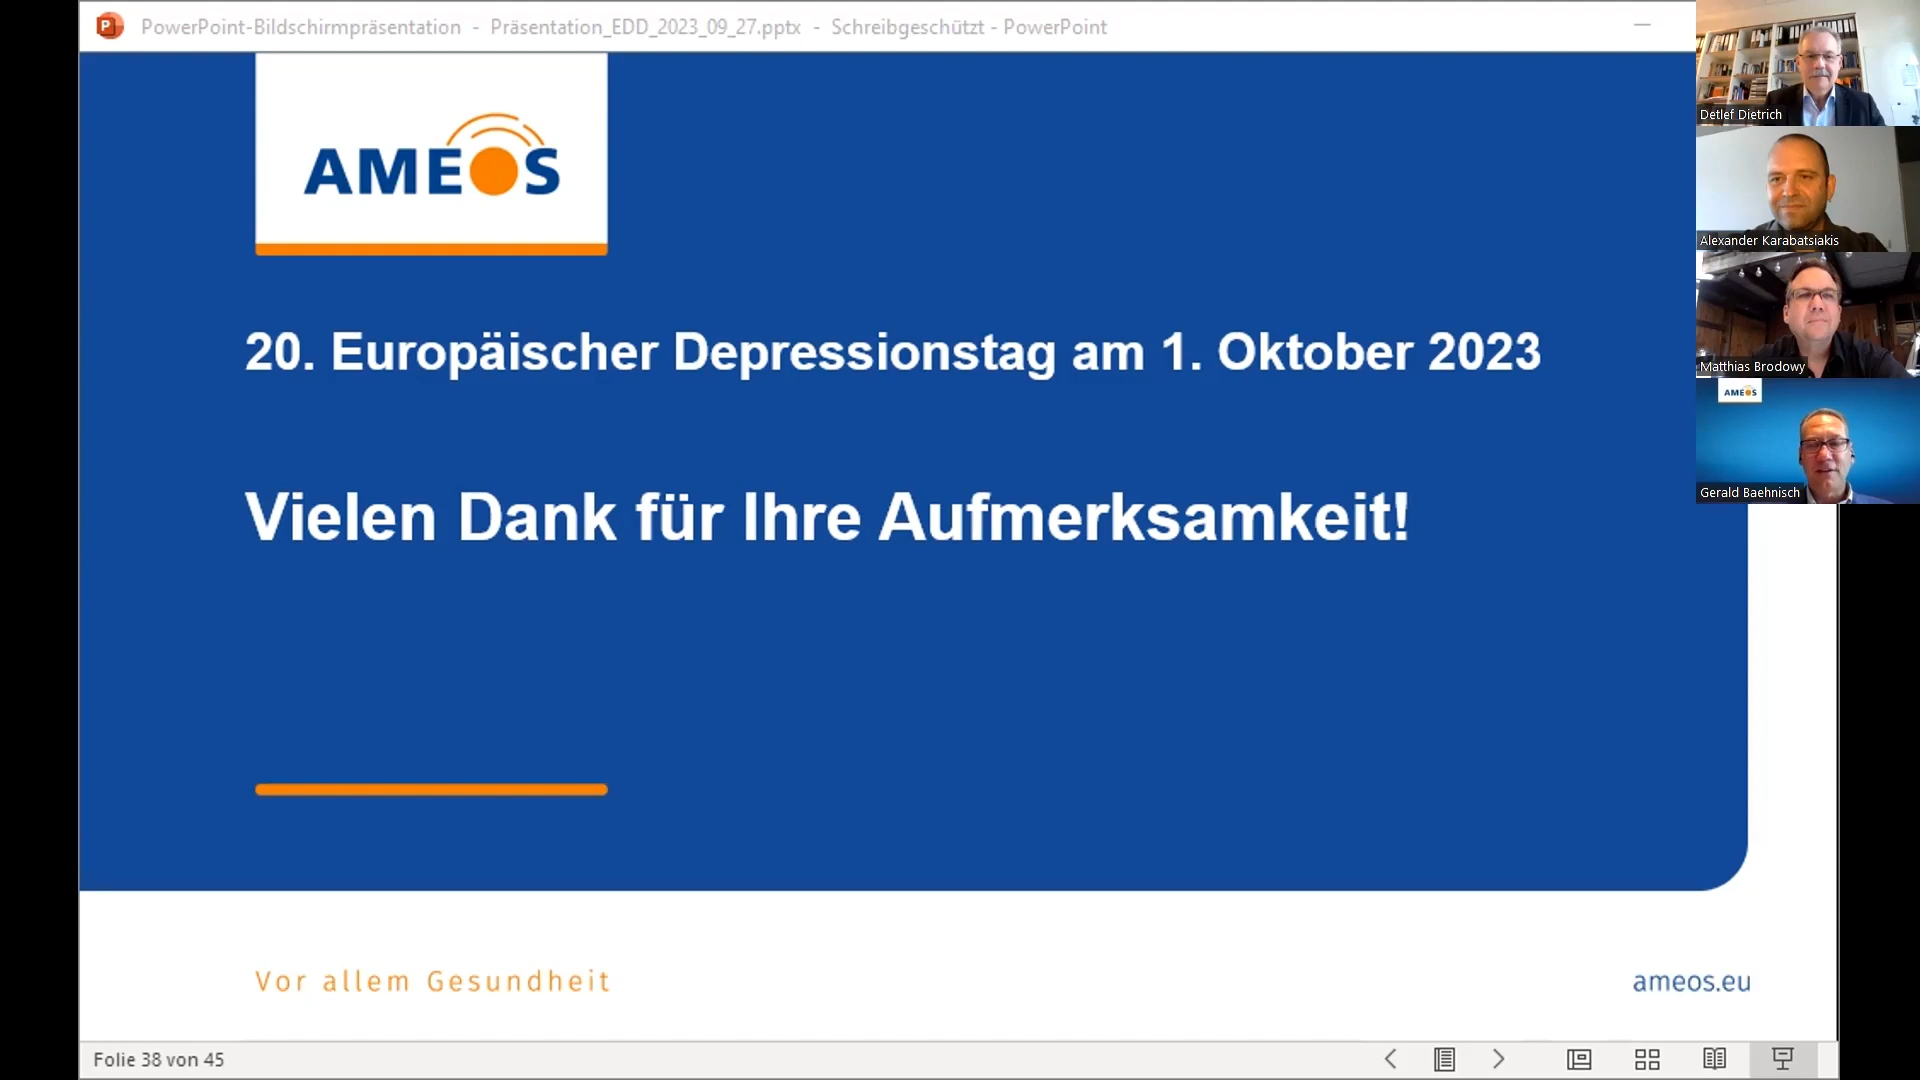 PowerPoint-Bildschirmpräsentation - Präsentation_EDD_2023_09_27.pptx - Schreibgeschützt - PowerPoint
AMEOS
20. Europäischer Depressionstag am 1. Oktober 2023
Vielen Dank für Ihre Aufmerksamkeit!
Vor allem Gesundheit
ameos.eu
Folie 38 von 45
Detlef Dietrich
Alexander Karabatsiakis
Matthias Brodowy
AMEOS
Gerald Baehnisch